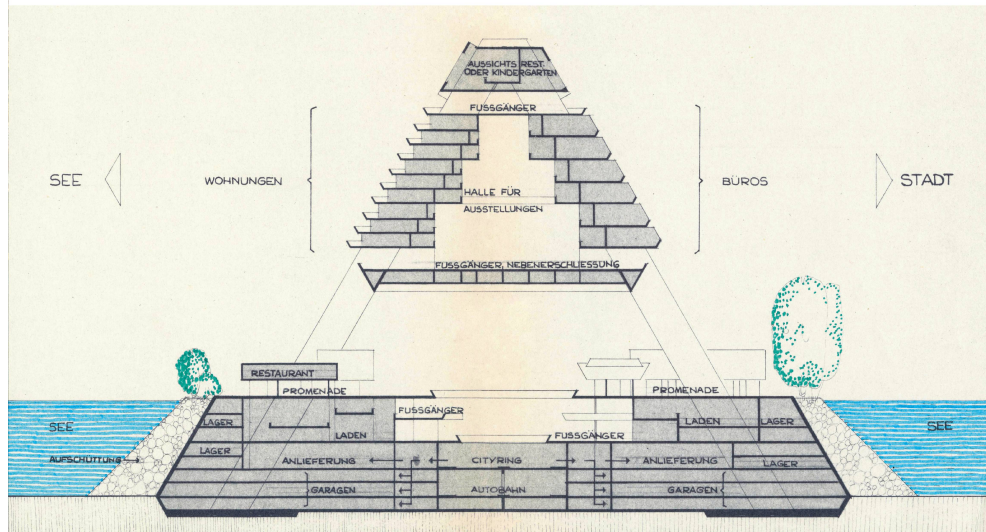 AUSSICHTS REST.
ODER KINDERGARTEN
FUSSGÄNGER
SEE
WOHNUNGEN
BÜROS
STADT
HALLE FÜR
AUSSTELLUNGEN
FUSSGÄNGER, NEBENERSCHLIESSUNG
RESTAURANT
PROMENADE
PROMENADE
FUSSGÄNGER
SEE
LAGER
LADEN
FUSSGÄNGER
LADEN
LAGER
SEE
LAGER
AUFSCHÜTTUNG
ANLIEFERUNG
CITYRING
ANLIEFERUNG
LAGER
GARAGEN
AUTOBAHN
GARAGEN